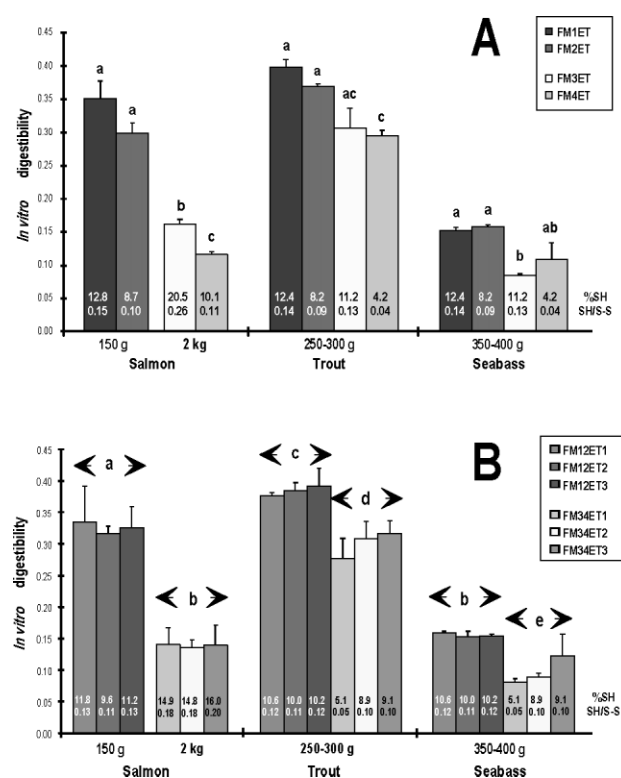 A
FM1ET
FM2ET
FM3ET
FM4ET
In vitro digestibility
0.45
0.40
0.35
0.30
0.25
0.20
0.15
0.10
0.05
0.00
a a b c a a ac c a a b ab
12.8 8.7 20.5 10.1 12.4 8.2 11.2 4.2 12.4 8.2 11.2 4.2 %SH
0.15 0.10 0.26 0.11 0.14 0.09 0.13 0.04 0.14 0.09 0.13 0.04 SH/S-S
150 g 2 kg 250-300 g 350-400 g
Salmon Trout Seabass
B
FM12ET1
FM12ET2
FM12ET3
FM34ET1
FM34ET2
FM34ET3
In vitro digestibility
0.45
0.40
0.35
0.30
0.25
0.20
0.15
0.10
0.05
0.00
a b c d b e
11.8 9.6 11.2 14.9 14.8 16.0 10.6 10.0 10.2 5.1 8.9 9.1 10.6 10.0 10.2 5.1 8.9 9.1 %SH
0.13 0.11 0.13 0.18 0.18 0.20 0.12 0.11 0.12 0.05 0.10 0.10 0.12 0.11 0.12 0.05 0.10 0.10 SH/S-S
150 g 2 kg 250-300 g 350-400 g
Salmon Trout Seabass